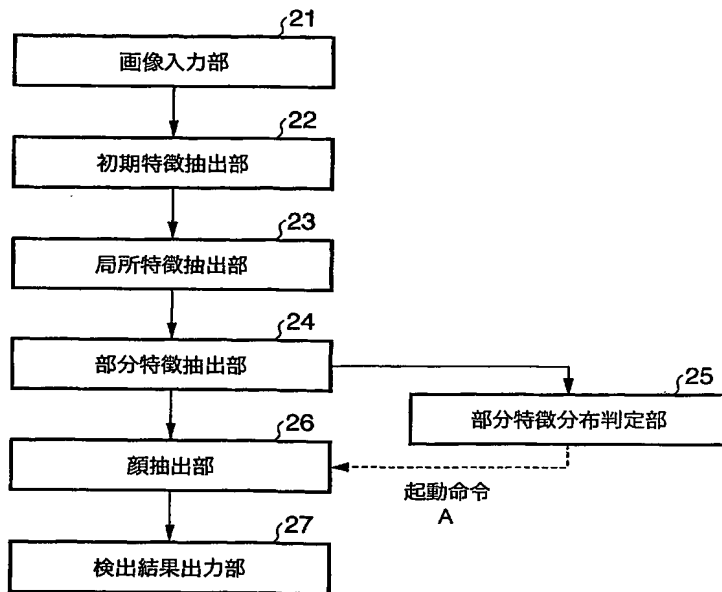 21
画像入力部
22
初期特徴抽出部
23
局所特徴抽出部
24
部分特徴抽出部
25
部分特徴分布判定部
26
顔抽出部
起動命令
A
27
検出結果出力部